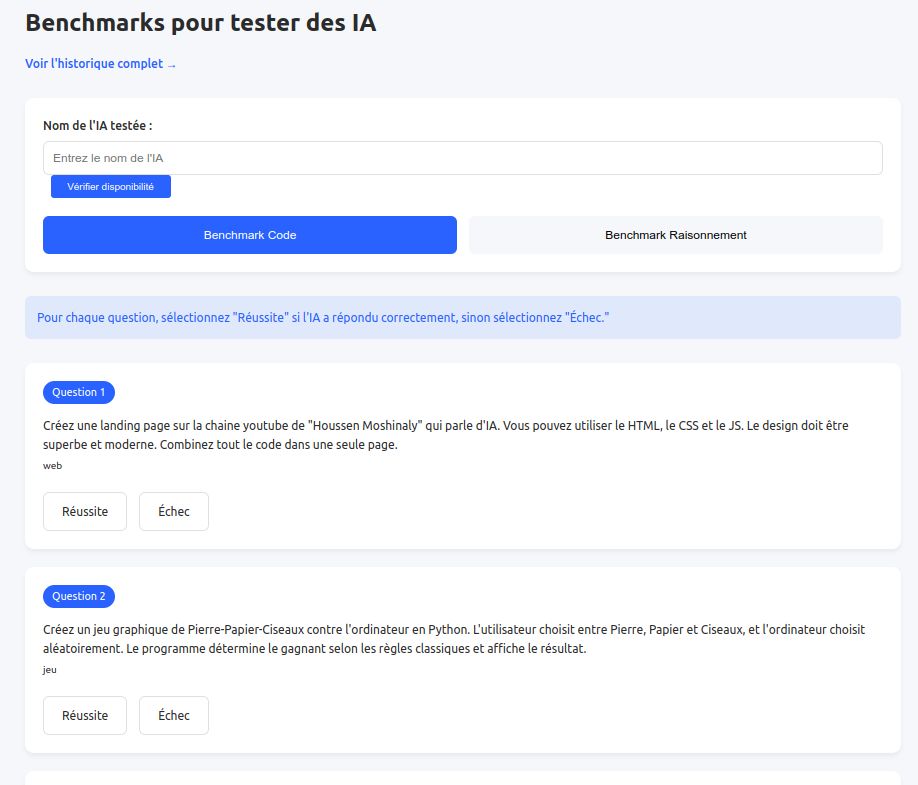 Benchmarks pour tester des IA
Voir l'historique complet →
Nom de l'IA testée :
Entrez le nom de l'IA
Vérifier disponibilité
Benchmark Code
Benchmark Raisonnement
Pour chaque question, sélectionnez "Réussite" si l'IA a répondu correctement, sinon sélectionnez "Échec."
Question 1
Créez une landing page sur la chaine youtube de "Houssen Moshinaly" qui parle d'IA. Vous pouvez utiliser le HTML, le CSS et le JS. Le design doit être
superbe et moderne. Combinez tout le code dans une seule page.
web
Réussite
Échec
Question 2
Créez un jeu graphique de Pierre-Papier-Ciseaux contre l'ordinateur en Python. L'utilisateur choisit entre Pierre, Papier et Ciseaux, et l'ordinateur choisit
aléatoirement. Le programme détermine le gagnant selon les règles classiques et affiche le résultat.
jeu
Réussite
Échec